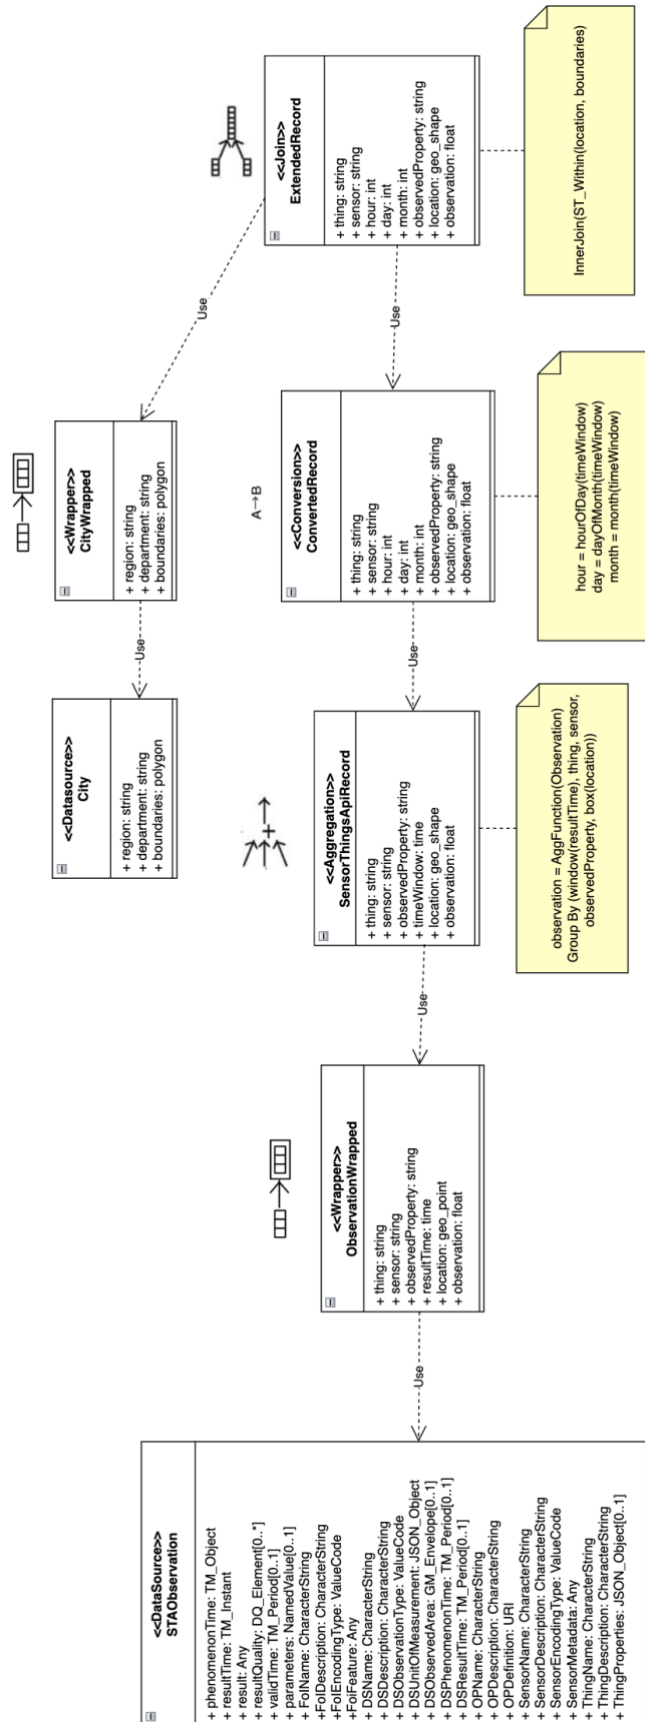 <<DataSource>>
STAObservation
+ phenomenonTime: TM_Object
+ resultTime: TM_Instant
+ result: Any
+ resultQuality: DQ_Element[0..*]
+ validTime: TM_Period[0..1]
+ parameters: NamedValue[0..1]
+ FoIName: CharacterString
+FoIDescription: CharacterString
+FoIEncodingType: ValueCode
+FoIFeature: Any
+ DSName: CharacterString
+ DSDescription: CharacterString
+ DSObservationType: ValueCode
+ DSUnitOfMeasurement: JSON_Object
+ DSObservedArea: GM_Envelope[0..1]
+ DSPhenomenonTime: TM_Period[0..1]
+ DSResultTime: TM_Period[0..1]
+ OPName: CharacterString
+ OPDescription: CharacterString
+ OPDefinition: URI
+ SensorName: CharacterString
+ SensorDescription: CharacterString
+ SensorEncodingType: ValueCode
+ SensorMetadata: Any
+ ThingName: CharacterString
+ ThingDescription: CharacterString
+ ThingProperties: JSON_Object[0..1]
Use
<<Wrapper>>
ObservationWrapped
+ thing: string
+ sensor: string
+ observedProperty: string
+ resultTime: time
+ location: geo_point
+ observation: float
Use
<<Aggregation>>
SensorThingsApiRecord
+ thing: string
+ sensor: string
+ observedProperty: string
+ timeWindow: time
+ location: geo_shape
+ observation: float
observation = AggFunction(Observation)
Group By (window(resultTime), thing, sensor,
observedProperty, box(location))
<<Datasource>>
City
+ region: string
+ department: string
+ boundaries: polygon
Use
<<Wrapper>>
CityWrapped
+ region: string
+ department: string
+ boundaries: polygon
Use
A→B
<<Conversion>>
ConvertedRecord
+ thing: string
+ sensor: string
+ hour: int
+ day: int
+ month: int
+ observedProperty: string
+ location: geo_shape
+ observation: float
hour = hourOfDay(timeWindow)
day = dayOfMonth(timeWindow)
month = month(timeWindow)
Use
Use
<<Join>>
ExtendedRecord
+ thing: string
+ sensor: string
+ hour: int
+ day: int
+ month: int
+ observedProperty: string
+ location: geo_shape
+ observation: float
InnerJoin(ST_Within(location, boundaries)